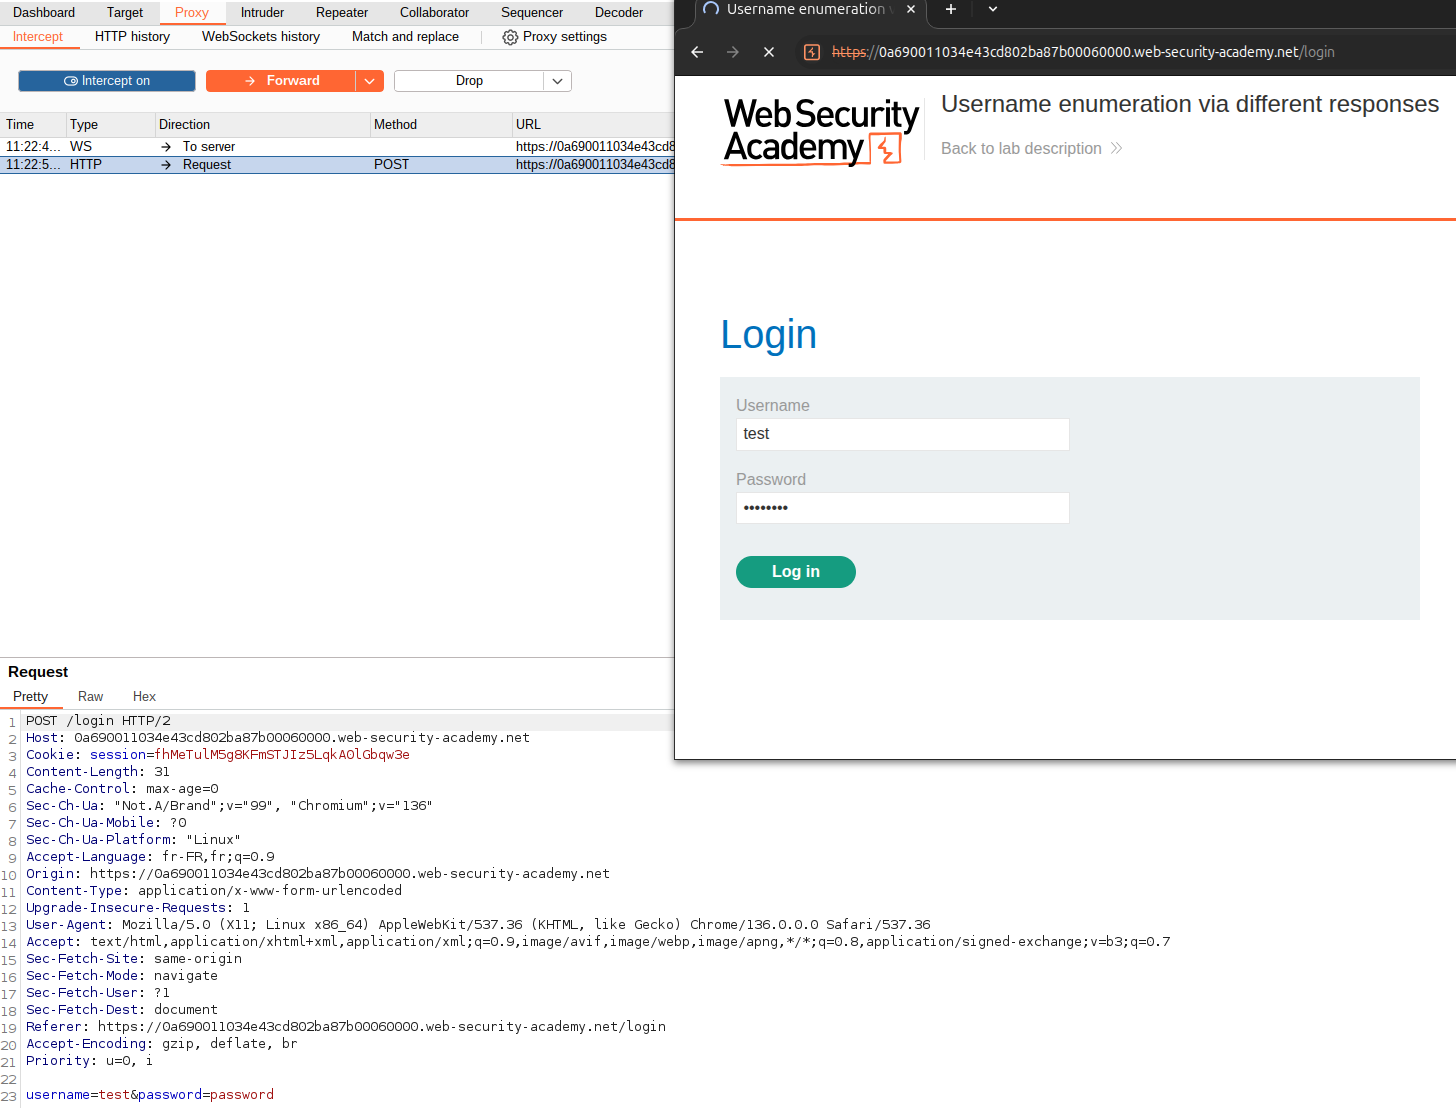 Dashboard Target Proxy Intruder Repeater Collaborator Sequencer Decoder
Intercept HTTP history WebSockets history Match and replace Proxy settings
Intercept on Forward Drop
Time Type Direction Method URL
11:22:4... WS To server https://0a690011034e43cd8
11:22:5... HTTP Request POST https://0a690011034e43cd8
Username enumeration
https://0a690011034e43cd802ba87b00060000.web-security-academy.net/login
Web Security
Academy
Username enumeration via different responses
Back to lab description
Login
Username
test
Password
••••••••
Log in
Request
Pretty Raw Hex
1 POST /login HTTP/2
2 Host: 0a690011034e43cd802ba87b00060000.web-security-academy.net
3 Cookie: session=fhMeTulM5g8KFmSTJIz5LqkA0lGbqw3e
4 Content-Length: 31
5 Cache-Control: max-age=0
6 Sec-Ch-Ua: "Not.A/Brand";v="99", "Chromium";v="136"
7 Sec-Ch-Ua-Mobile: ?0
8 Sec-Ch-Ua-Platform: "Linux"
9 Accept-Language: fr-FR,fr;q=0.9
10 Origin: https://0a690011034e43cd802ba87b00060000.web-security-academy.net
11 Content-Type: application/x-www-form-urlencoded
12 Upgrade-Insecure-Requests: 1
13 User-Agent: Mozilla/5.0 (X11; Linux x86_64) AppleWebKit/537.36 (KHTML, like Gecko) Chrome/136.0.0.0 Safari/537.36
14 Accept: text/html,application/xhtml+xml,application/xml;q=0.9,image/avif,image/webp,image/apng,*/*;q=0.8,application/signed-exchange;v=b3;q=0.7
15 Sec-Fetch-Site: same-origin
16 Sec-Fetch-Mode: navigate
17 Sec-Fetch-User: ?1
18 Sec-Fetch-Dest: document
19 Referer: https://0a690011034e43cd802ba87b00060000.web-security-academy.net/login
20 Accept-Encoding: gzip, deflate, br
21 Priority: u=0, i
22
23 username=test&password=password